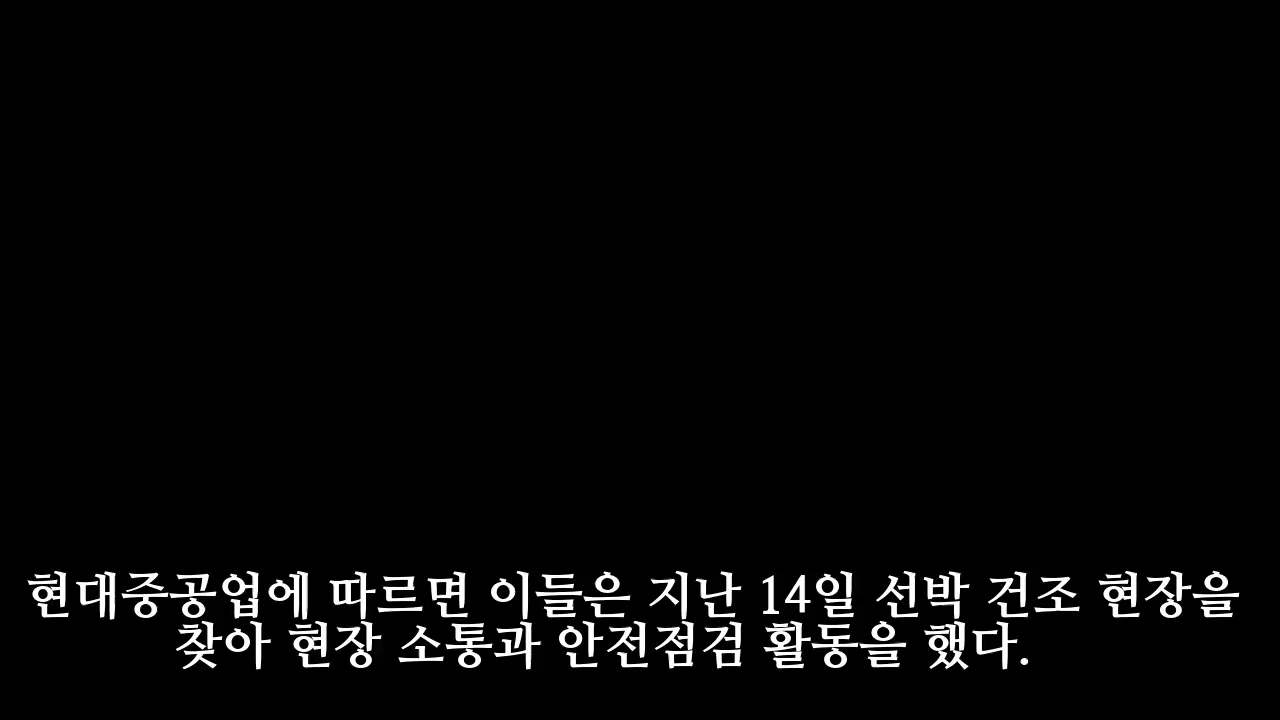 현대중공업에 따르면 이들은 지난 14일 선박 건조 현장을
찾아 현장 소통과 안전점검 활동을 했다.